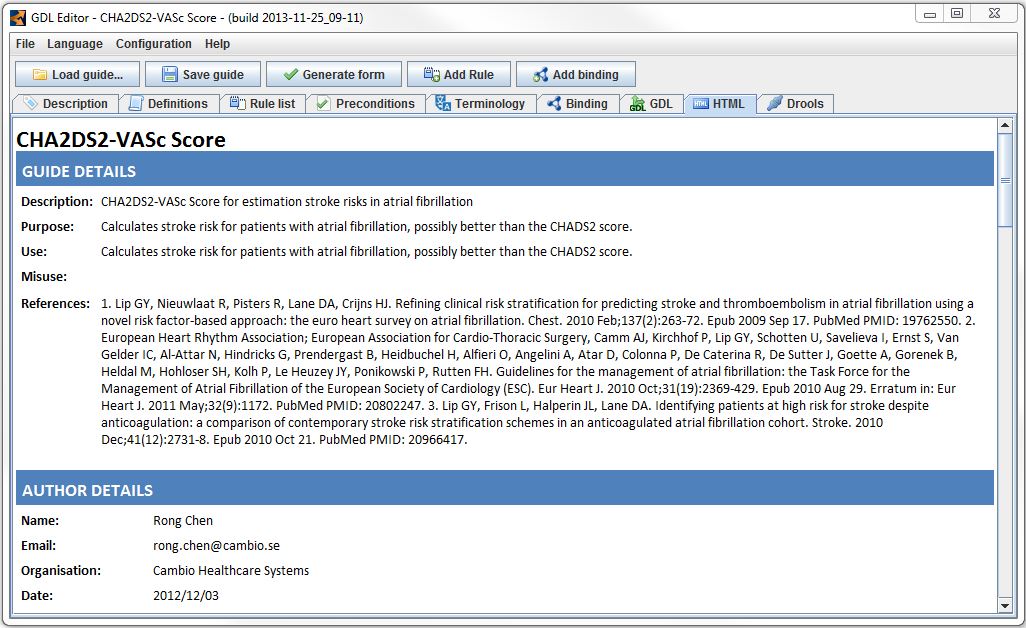 GDL Editor - CHA2DS2-VASc Score - (build 2013-11-25_09-11)
File Language Configuration Help
Load guide... Save guide Generate form Add Rule Add binding
Description Definitions Rule list Preconditions Terminology Binding GDL HTML Drools
CHA2DS2-VASc Score
GUIDE DETAILS
Description: CHA2DS2-VASc Score for estimation stroke risks in atrial fibrillation
Purpose: Calculates stroke risk for patients with atrial fibrillation, possibly better than the CHADS2 score.
Use: Calculates stroke risk for patients with atrial fibrillation, possibly better than the CHADS2 score.
Misuse:
References: 1. Lip GY, Nieuwlaat R, Pisters R, Lane DA, Crijns HJ. Refining clinical risk stratification for predicting stroke and thromboembolism in atrial fibrillation using a
novel risk factor-based approach: the euro heart survey on atrial fibrillation. Chest. 2010 Feb;137(2):263-72. Epub 2009 Sep 17. PubMed PMID: 19762550. 2.
European Heart Rhythm Association; European Association for Cardio-Thoracic Surgery, Camm AJ, Kirchhof P, Lip GY, Schotten U, Savelieva I, Ernst S, Van
Gelder IC, Al-Attar N, Hindricks G, Prendergast B, Heidbuchel H, Alfieri O, Angelini A, Atar D, Colonna P, De Caterina R, De Sutter J, Goette A, Gorenek B,
Heldal M, Hohloser SH, Kolh P, Le Heuzey JY, Ponikowski P, Rutten FH. Guidelines for the management of atrial fibrillation: the Task Force for the
Management of Atrial Fibrillation of the European Society of Cardiology (ESC). Eur Heart J. 2010 Oct;31(19):2369-429. Epub 2010 Aug 29. Erratum in: Eur
Heart J. 2011 May;32(9):1172. PubMed PMID: 20802247. 3. Lip GY, Frison L, Halperin JL, Lane DA. Identifying patients at high risk for stroke despite
anticoagulation: a comparison of contemporary stroke risk stratification schemes in an anticoagulated atrial fibrillation cohort. Stroke. 2010
Dec;41(12):2731-8. Epub 2010 Oct 21. PubMed PMID: 20966417.
AUTHOR DETAILS
Name: Rong Chen
Email: rong.chen@cambio.se
Organisation: Cambio Healthcare Systems
Date: 2012/12/03